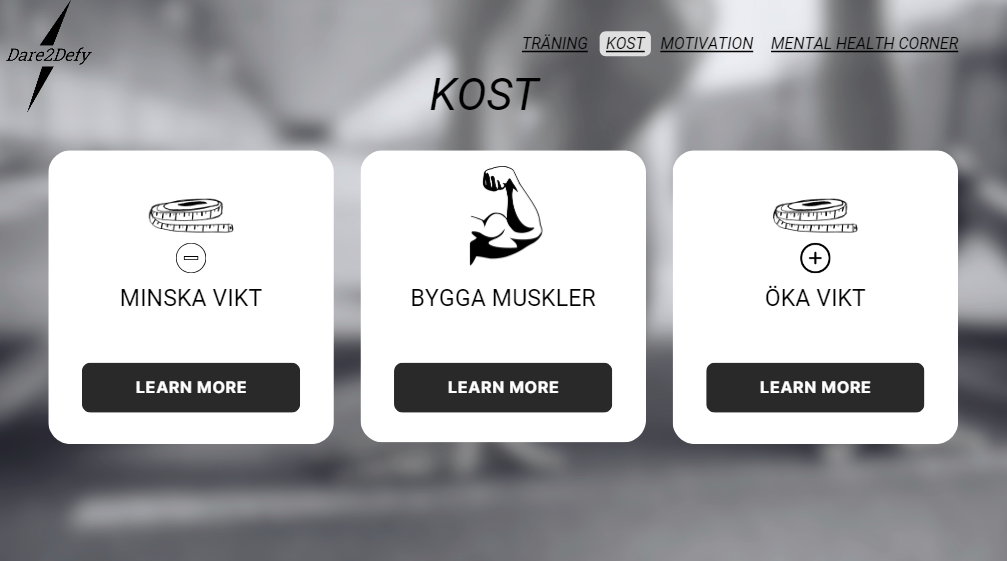 Dare2Defy
TRÄNING KOST MOTIVATION MENTAL HEALTH CORNER
KOST
MINSKA VIKT
LEARN MORE
BYGGA MUSKLER
LEARN MORE
ÖKA VIKT
LEARN MORE